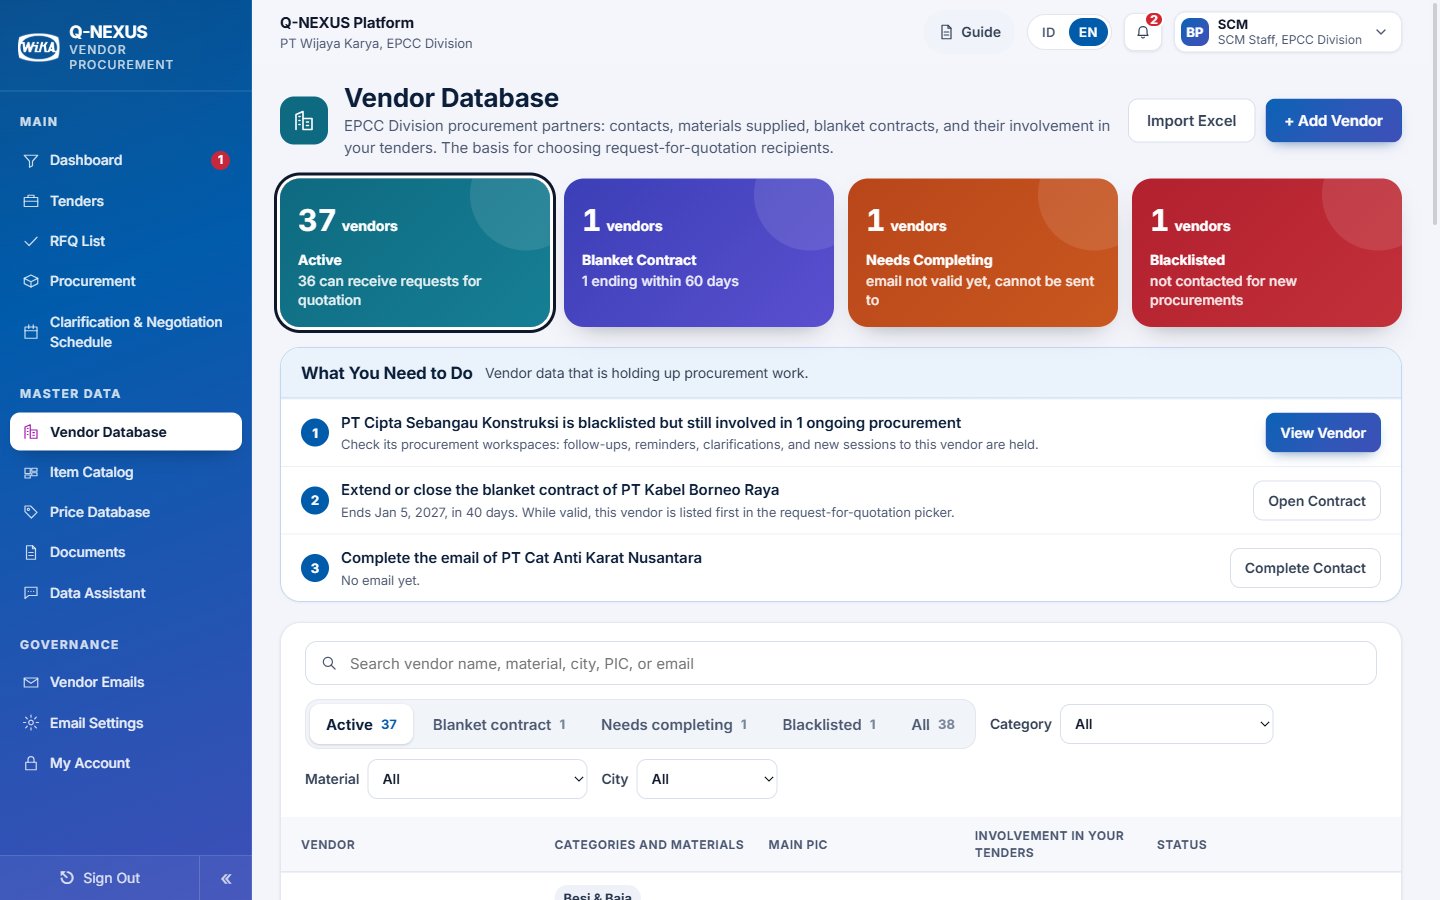 WiKA
Q-NEXUS
VENDOR
PROCUREMENT
MAIN
Dashboard 1
Tenders
RFQ List
Procurement
Clarification & Negotiation
Schedule
MASTER DATA
Vendor Database
Item Catalog
Price Database
Documents
Data Assistant
GOVERNANCE
Vendor Emails
Email Settings
My Account
Sign Out
Q-NEXUS Platform
PT Wijaya Karya, EPCC Division
Guide
ID EN
2
BP
SCM
SCM Staff, EPCC Division
Vendor Database
EPCC Division procurement partners: contacts, materials supplied, blanket contracts, and their involvement in
your tenders. The basis for choosing request-for-quotation recipients.
Import Excel
+ Add Vendor
37 vendors
Active
36 can receive requests for
quotation
1 vendors
Blanket Contract
1 ending within 60 days
1 vendors
Needs Completing
email not valid yet, cannot be sent
to
1 vendors
Blacklisted
not contacted for new
procurements
What You Need to Do Vendor data that is holding up procurement work.
1 PT Cipta Sebangau Konstruksi is blacklisted but still involved in 1 ongoing procurement
Check its procurement workspaces: follow-ups, reminders, clarifications, and new sessions to this vendor are held.
View Vendor
2 Extend or close the blanket contract of PT Kabel Borneo Raya
Ends Jan 5, 2027, in 40 days. While valid, this vendor is listed first in the request-for-quotation picker.
Open Contract
3 Complete the email of PT Cat Anti Karat Nusantara
No email yet.
Complete Contact
Search vendor name, material, city, PIC, or email
Active 37 Blanket contract 1 Needs completing 1 Blacklisted 1 All 38 Category All
Material All City All
VENDOR CATEGORIES AND MATERIALS MAIN PIC INVOLVEMENT IN YOUR
TENDERS STATUS
Besi & Baja